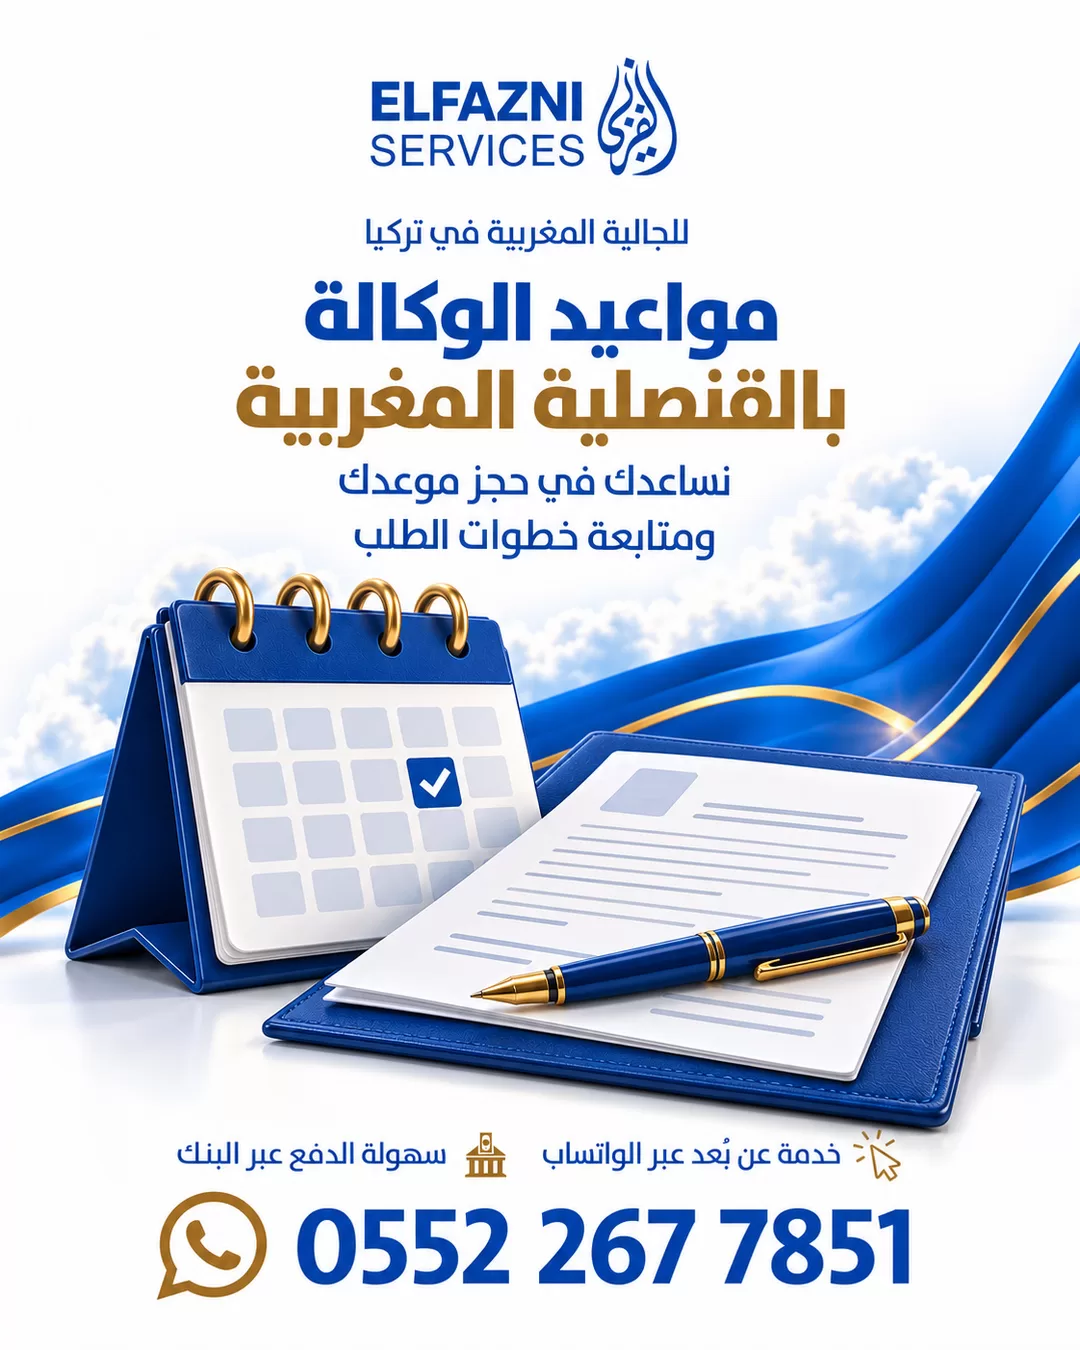 ELFAZNI
SERVICES
الفزني
للجالية المغربية في تركيا
مواعيد الوكالة
بالقنصلية المغربية
نساعدك في حجز موعدك
ومتابعة خطوات الطلب
خدمة عن بُعد عبر الواتساب
سهولة الدفع عبر البنك
0552 267 7851